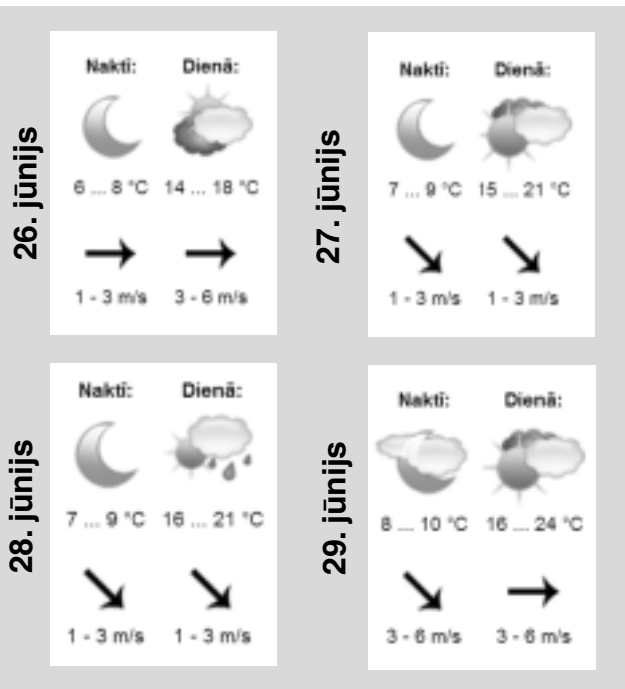 26. jūnijs
Naktī: Dienā:
6 ... 8 °C 14 ... 18 °C
1 - 3 m/s 3 - 6 m/s
27. jūnijs
Naktī: Dienā:
7 ... 9 °C 15 ... 21 °C
1 - 3 m/s 1 - 3 m/s
28. jūnijs
Naktī: Dienā:
7 ... 9 °C 16 ... 21 °C
1 - 3 m/s 1 - 3 m/s
29. jūnijs
Naktī: Dienā:
8 ... 10 °C 16 ... 24 °C
3 - 6 m/s 3 - 6 m/s